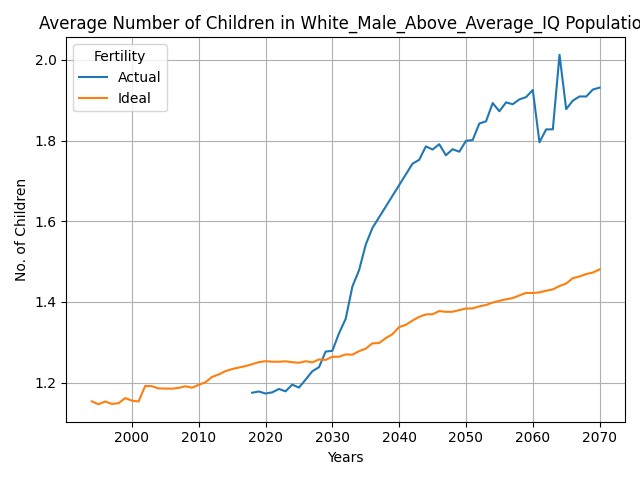 Average Number of Children in White_Male_Above_Average_IQ Populatio
Fertility
Actual
Ideal
2.0
1.8
1.6
1.4
1.2
No. of Children
2000 2010 2020 2030 2040 2050 2060 2070
Years